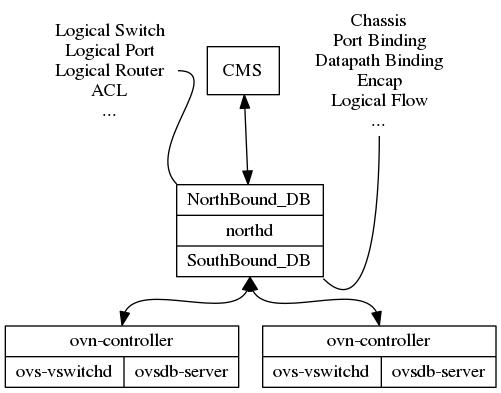 Logical Switch
Logical Port
Logical Router
ACL
...
CMS
Chassis
Port Binding
Datapath Binding
Encap
Logical Flow
...
NorthBound_DB
northd
SouthBound_DB
ovn-controller
ovs-vswitchd ovsdb-server
ovn-controller
ovs-vswitchd ovsdb-server